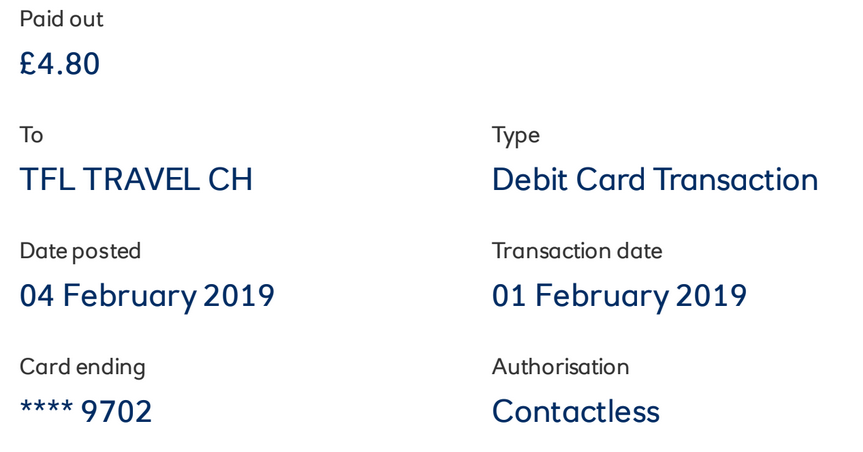 Paid out
£4.80
To
Type
TFL TRAVEL CH
Debit Card Transaction
Date posted
Transaction date
04 February 2019
01 February 2019
Card ending
Authorisation
**** 9702
Contactless